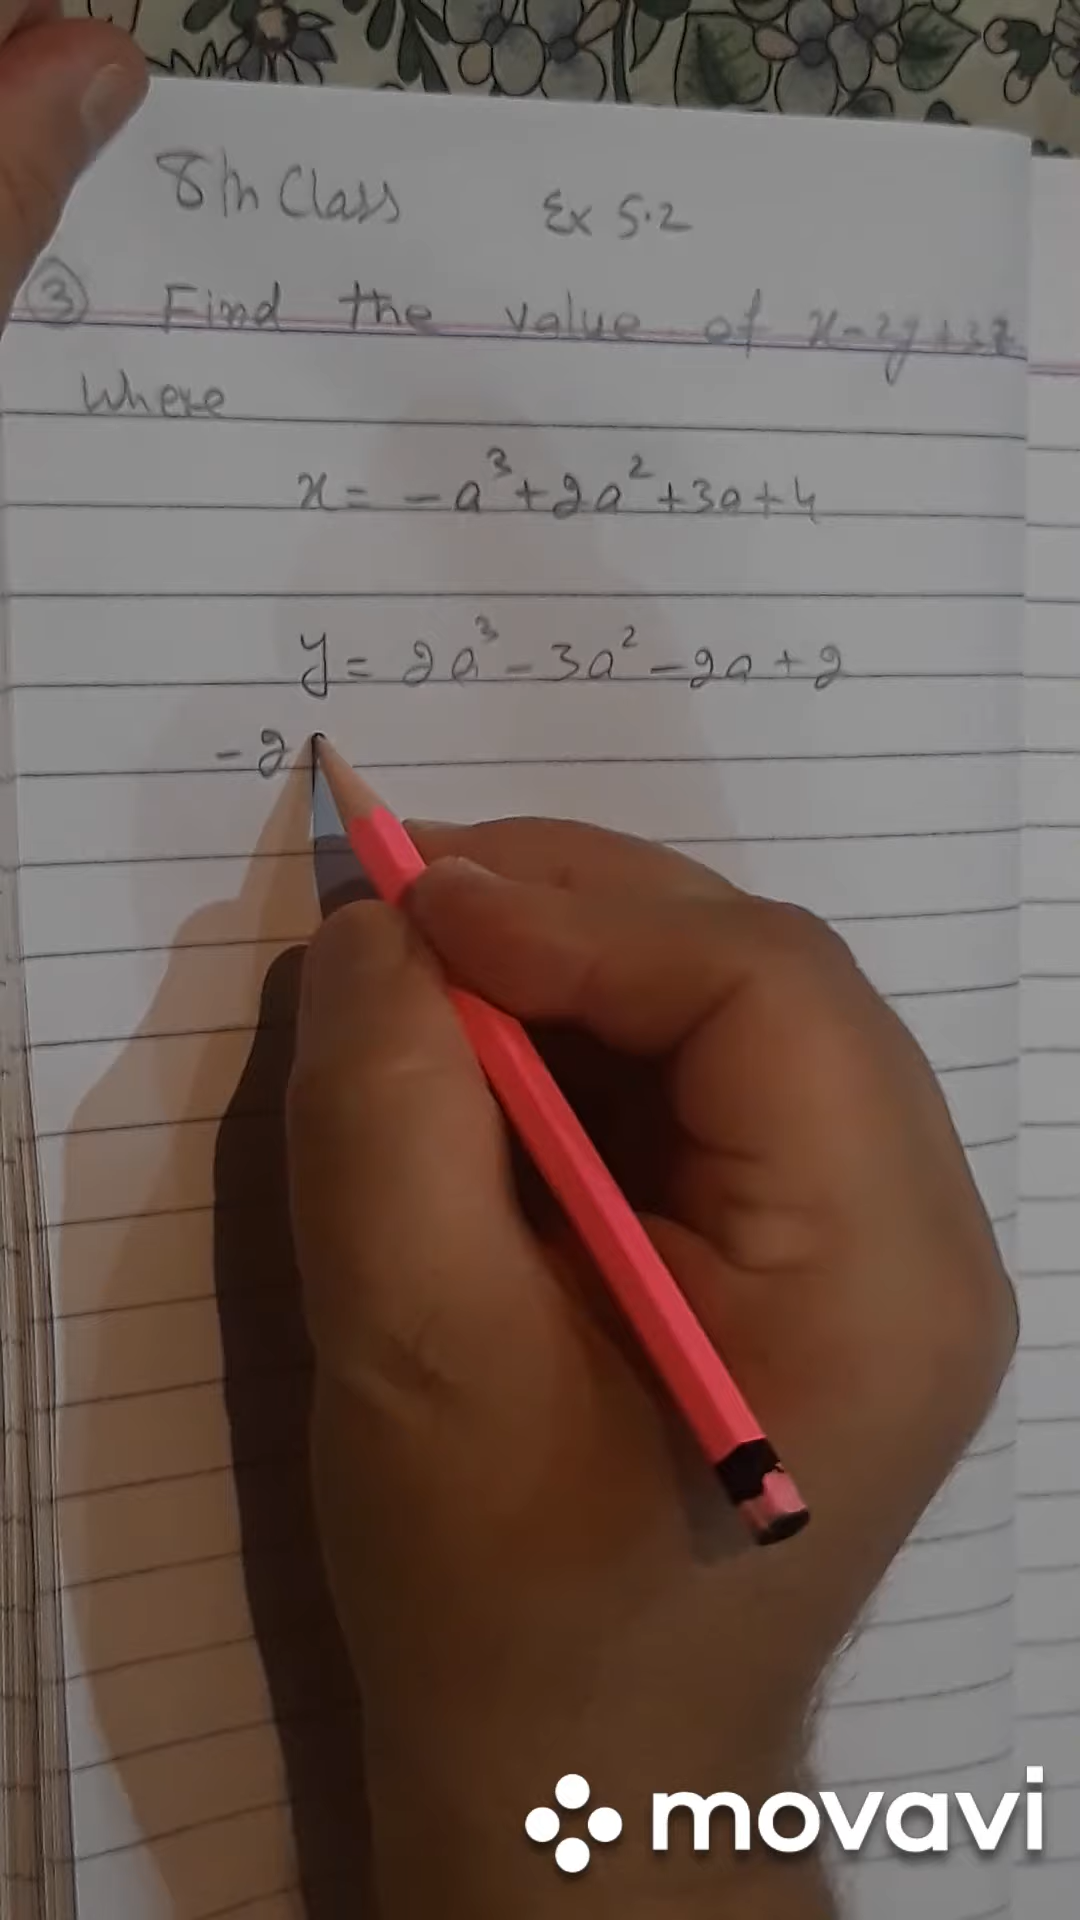 8th Class Ex 5.2
3 Find the value of x-2y+3z
Where
x = -a³+2a²+3a+4
y = 2a³-3a²-2a+2
-2
movavi